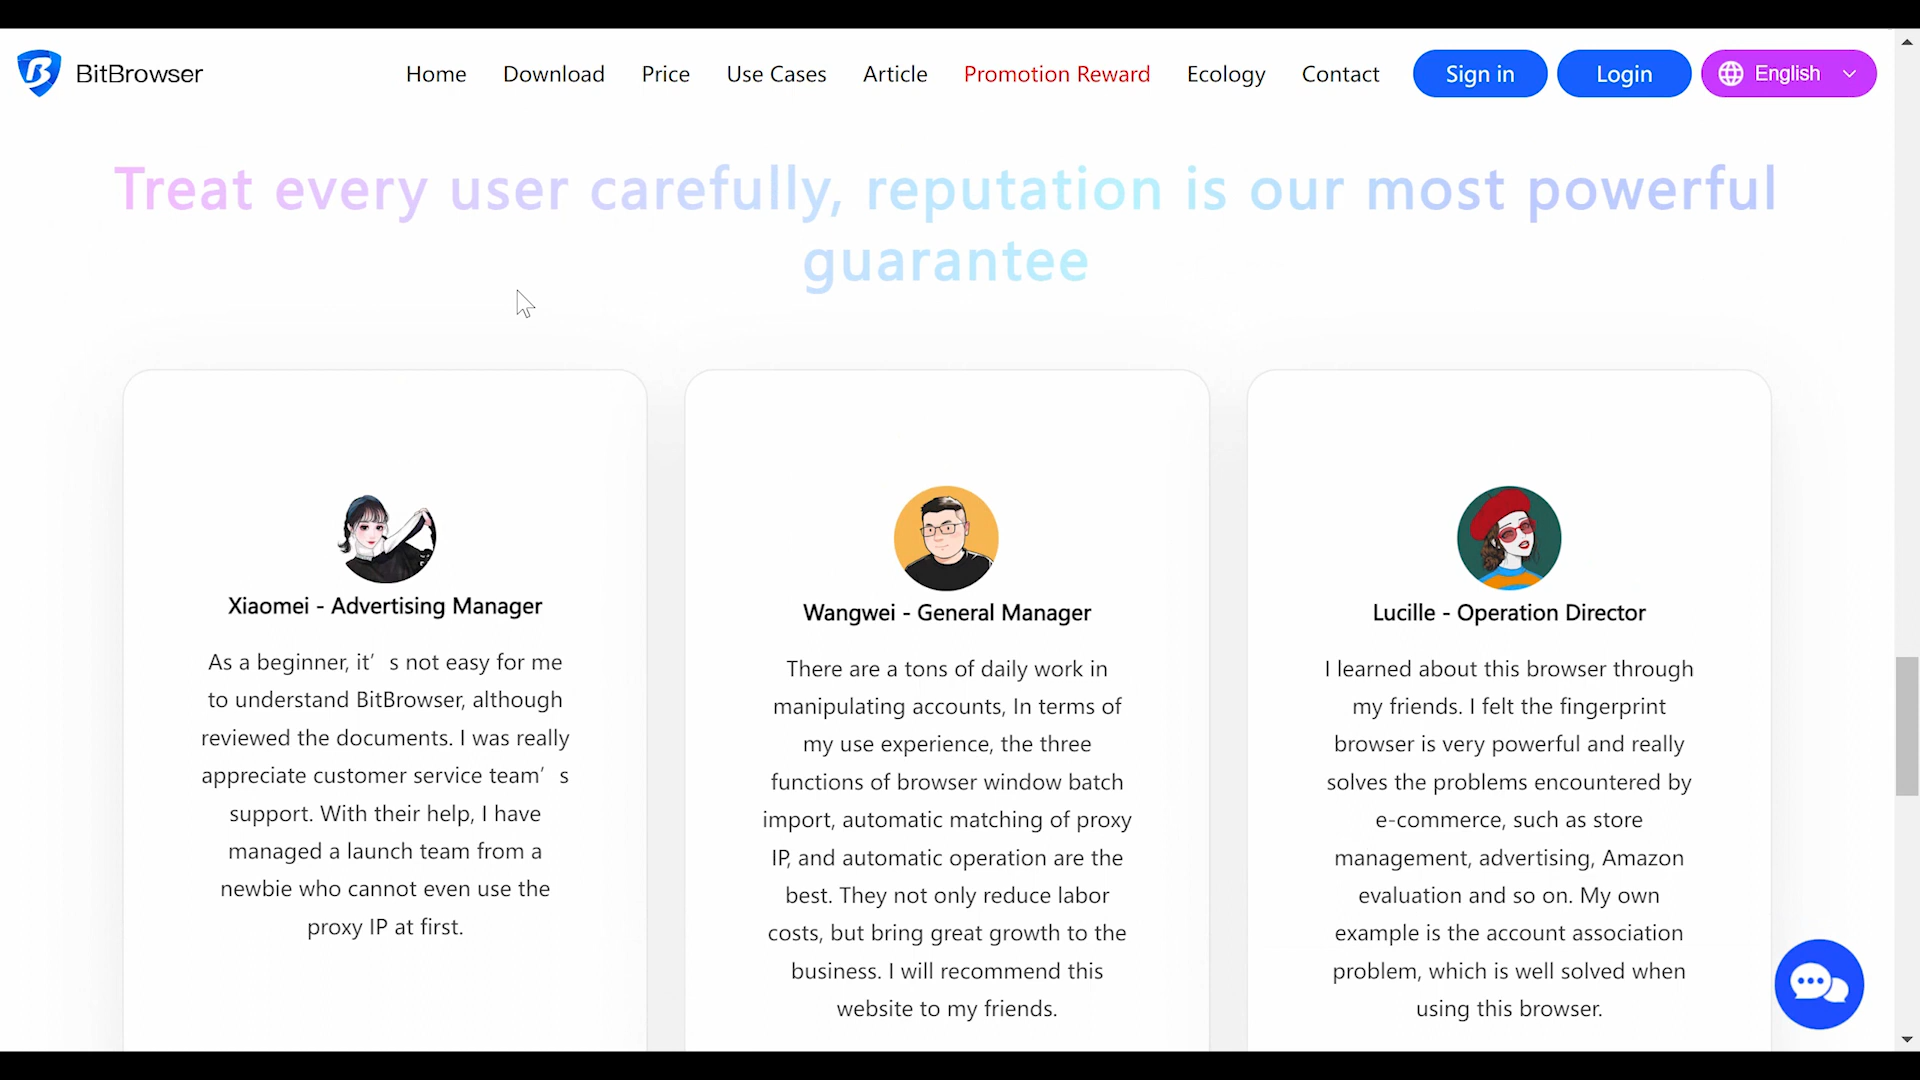 BitBrowser
Home
Download
Price
Use Cases
Article
Promotion Reward
Ecology
Contact
Sign in
Login
English
Treat every user carefully, reputation is our most powerful
guarantee
Xiaomei - Advertising Manager
As a beginner, it’s not easy for me
to understand BitBrowser, although
reviewed the documents. I was really
appreciate customer service team’s
support. With their help, I have
managed a launch team from a
newbie who cannot even use the
proxy IP at first.
Wangwei - General Manager
There are a tons of daily work in
manipulating accounts, In terms of
my use experience, the three
functions of browser window batch
import, automatic matching of proxy
IP, and automatic operation are the
best. They not only reduce labor
costs, but bring great growth to the
business. I will recommend this
website to my friends.
Lucille - Operation Director
I learned about this browser through
my friends. I felt the fingerprint
browser is very powerful and really
solves the problems encountered by
e-commerce, such as store
management, advertising, Amazon
evaluation and so on. My own
example is the account association
problem, which is well solved when
using this browser.